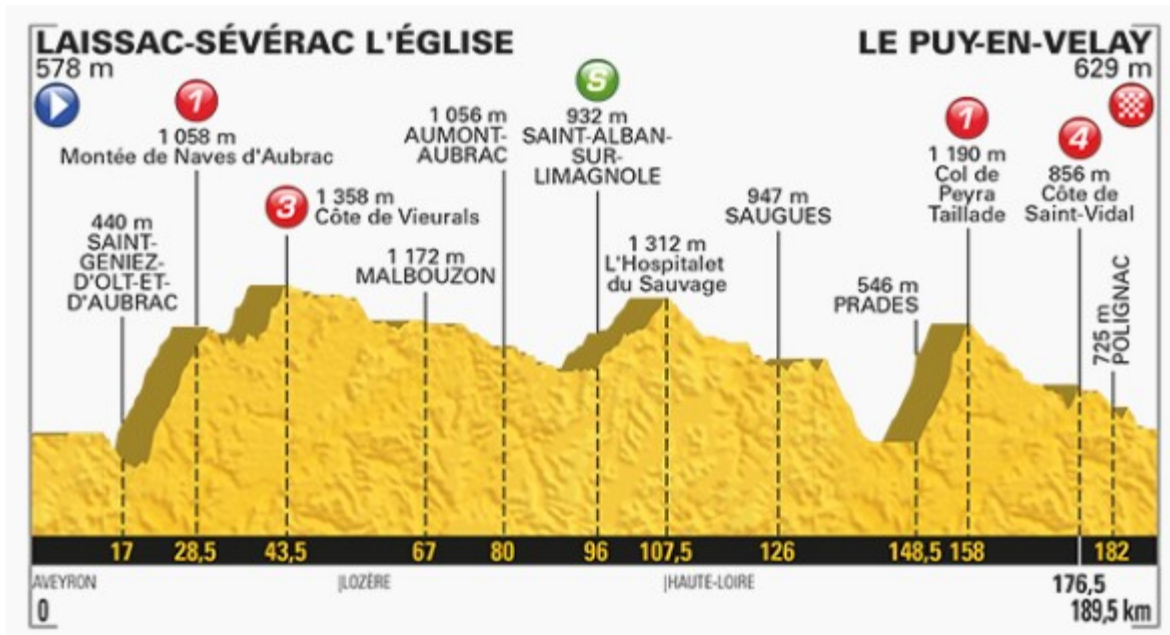 LAISSAC-SÉVÉRAC L'ÉGLISE
578 m
LE PUY-EN-VELAY
629 m
1
1 058 m
Montée de Naves d'Aubrac
440 m
SAINT-
GENIEZ-
D'OLT-ET-
D'AUBRAC
3
1 358 m
Côte de Vieurals
1 172 m
MALBOUZON
1 056 m
AUMONT-
AUBRAC
S
932 m
SAINT-ALBAN-
SUR-
LIMAGNOLE
1 312 m
L'Hospitalet
du Sauvage
947 m
SAUGUES
546 m
PRADES
1
1 190 m
Col de
Peyra
Taillade
4
856 m
Côte de
Saint-Vidal
725 m
POLIGNAC
17 28,5 43,5 67 80 96 107,5 126 148,5 158 182
AVEYRON |LOZÈRE |HAUTE-LOIRE
176,5
0
189,5 km